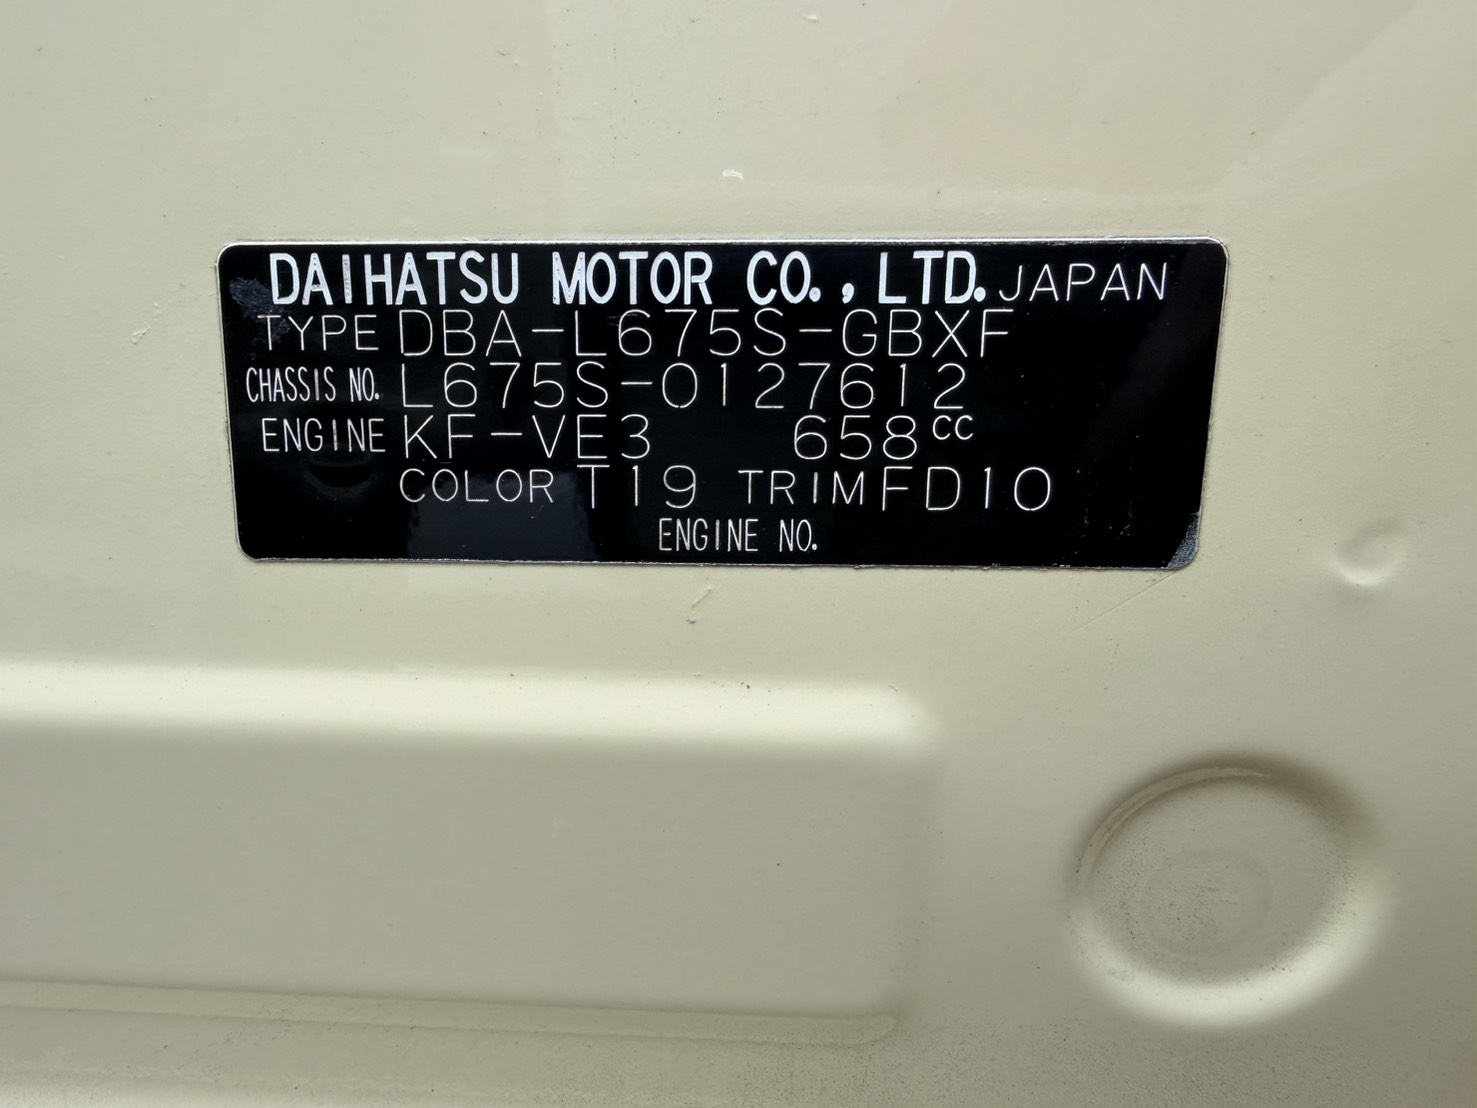 DAIHATSU MOTOR CO., LTD. JAPAN
TYPE DBA-L675S-GBXF
CHASSIS NO. L675S-0127612
ENGINE KF-VE3 658cc
COLOR T19 TRIM FD10
ENGINE NO.